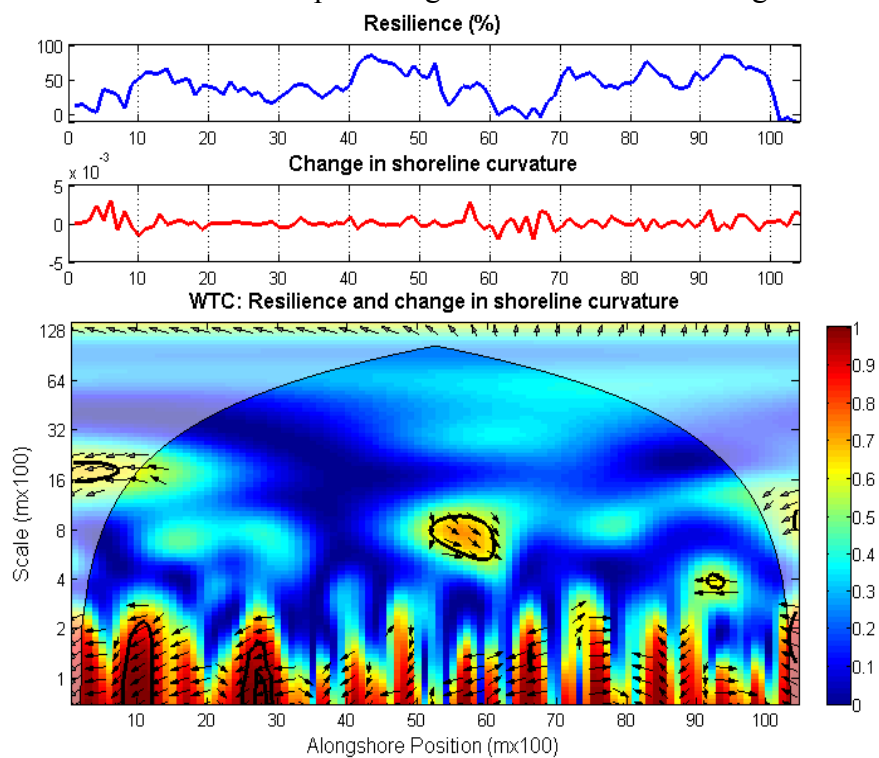 Resilience (%)
100
50
0
0 10 20 30 40 50 60 70 80 90 100
Change in shoreline curvature
x 10⁻³
5
0
-5
0 10 20 30 40 50 60 70 80 90 100
WTC: Resilience and change in shoreline curvature
128
64
32
16
8
4
2
1
Scale (mx100)
10 20 30 40 50 60 70 80 90 100
Alongshore Position (mx100)
1
0.9
0.8
0.7
0.6
0.5
0.4
0.3
0.2
0.1
0